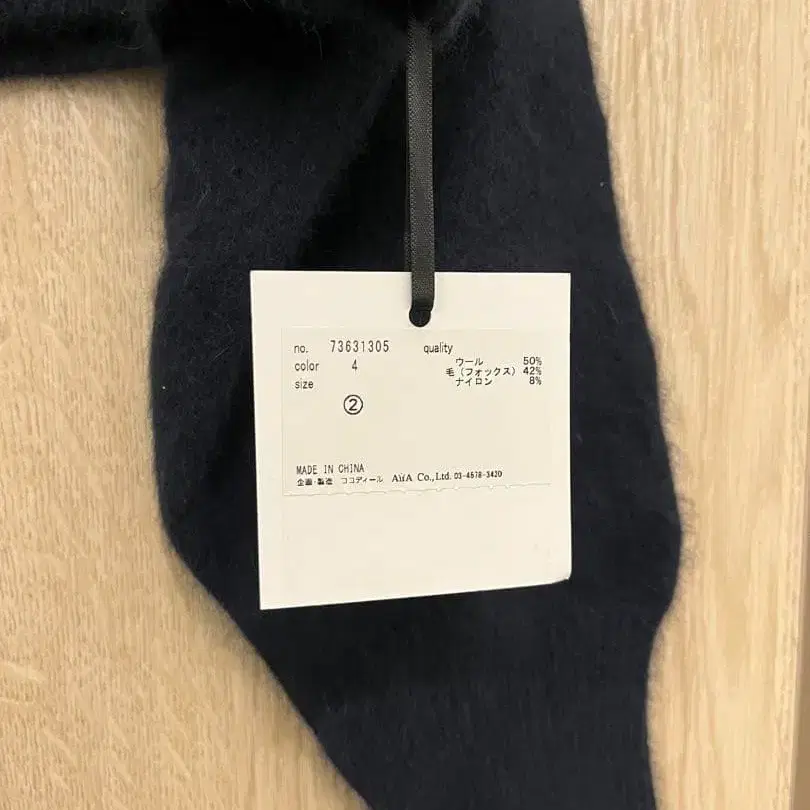 no. 73631305 quality
color 4 ウール 50%
毛(フォックス) 42%
size ナイロン 8%
②
MADE IN CHINA
企画・製造 ココディール AííA Co.,Ltd. 03-4578-3420